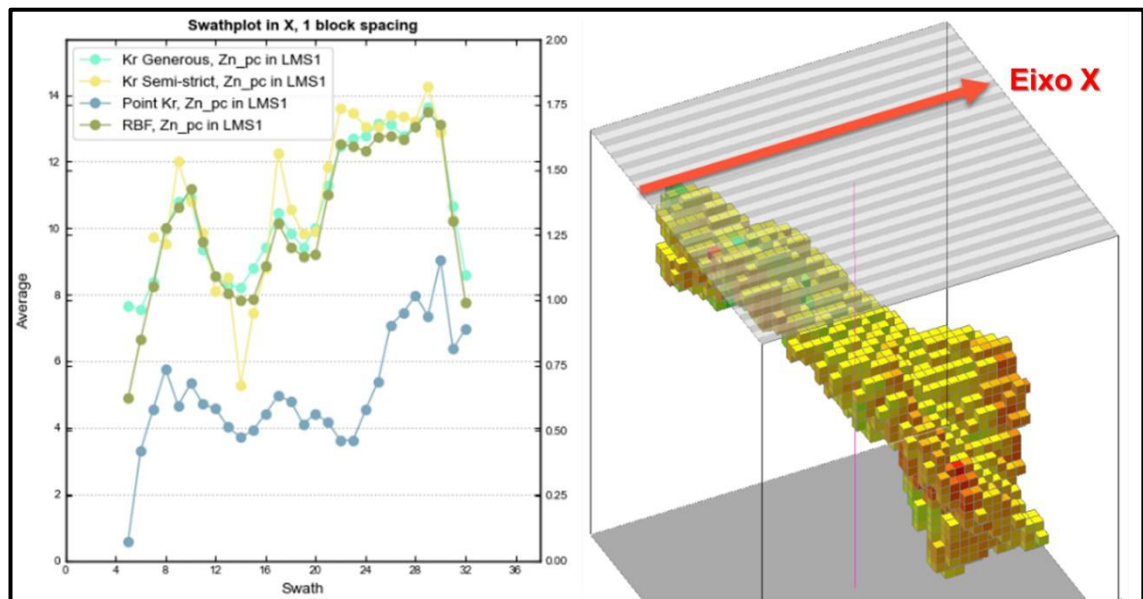 Swathplot in X, 1 block spacing
Kr Generous, Zn_pc in LMS1
Kr Semi-strict, Zn_pc in LMS1
Point Kr, Zn_pc in LMS1
RBF, Zn_pc in LMS1
14
12
10
8
6
4
2
0
Average
2.00
1.75
1.50
1.25
1.00
0.75
0.50
0.25
0.00
0 4 8 12 16 20 24 28 32 36
Swath
Eixo X